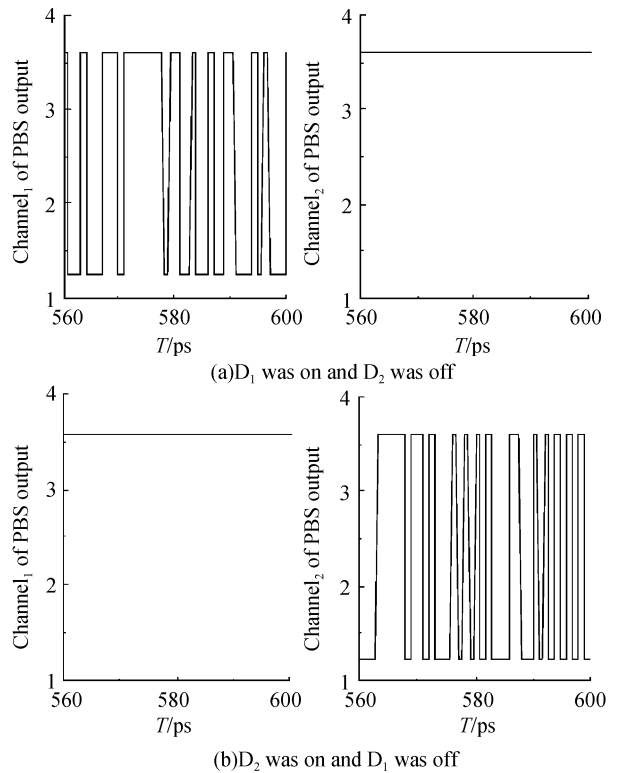 4
3
2
1
Channel₁ of PBS output
560
580
600
T/ps
4
3
2
1
Channel₂ of PBS output
560
580
600
T/ps
(a)D₁ was on and D₂ was off
4
3
2
1
Channel₁ of PBS output
560
580
600
T/ps
4
3
2
1
Channel₂ of PBS output
560
580
600
T/ps
(b)D₂ was on and D₁ was off